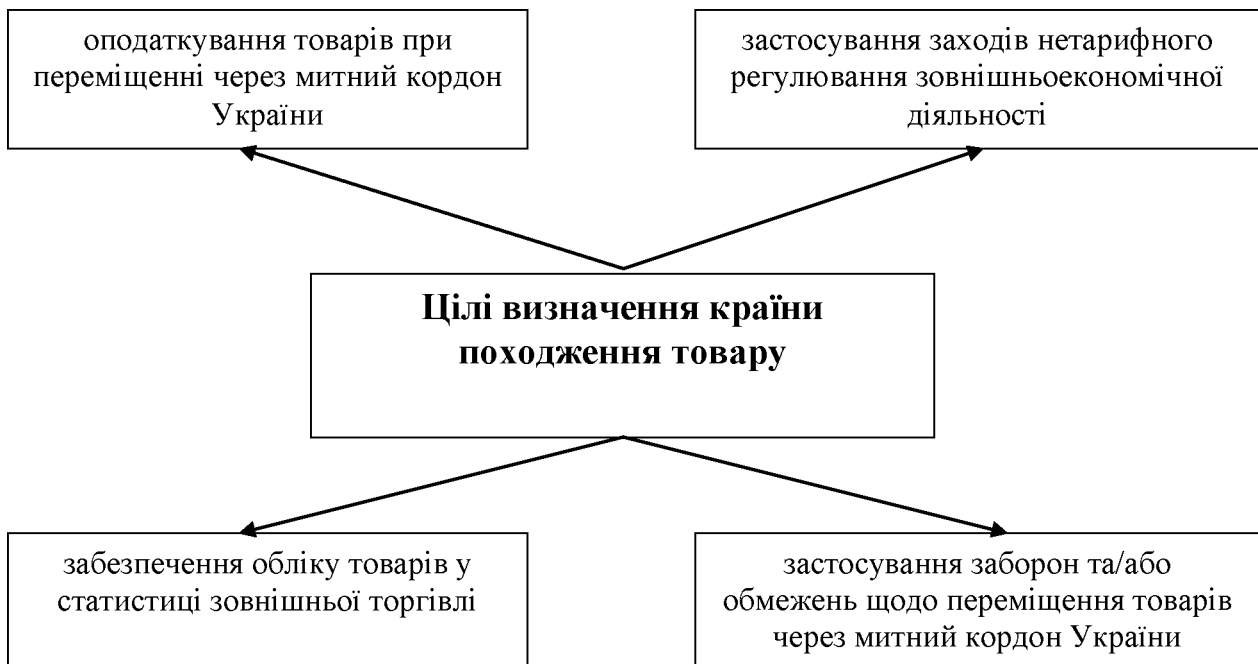 оподаткування товарів при
переміщенні через митний кордон
України
застосування заходів нетарифного
регулювання зовнішньоекономічної
діяльності
Цілі визначення країни
походження товару
забезпечення обліку товарів у
статистиці зовнішньої торгівлі
застосування заборон та/або
обмежень щодо переміщення товарів
через митний кордон України